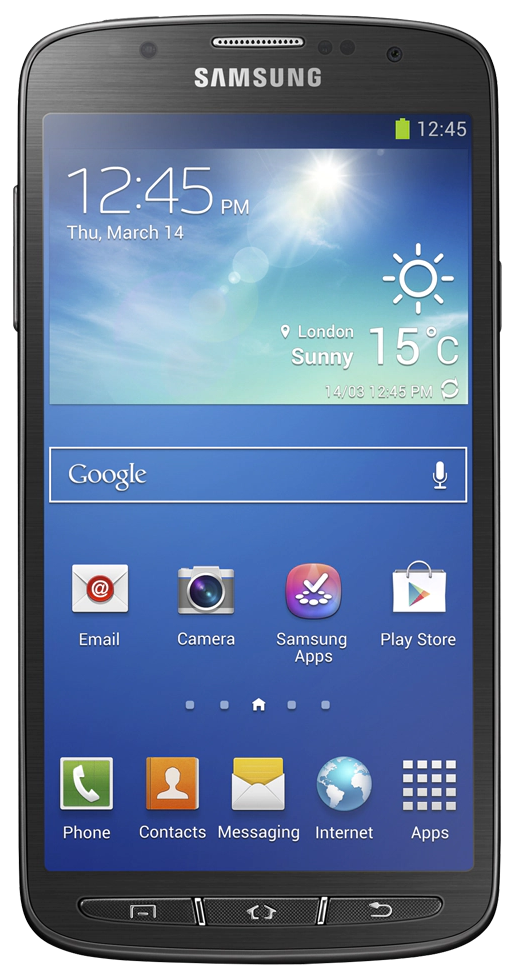 SAMSUNG
12:45
12:45 PM
Thu, March 14
London
Sunny
15°C
14/03 12:45 PM
Google
@
Email
Camera
Samsung
Apps
Play Store
Phone
Contacts
Messaging
Internet
Apps